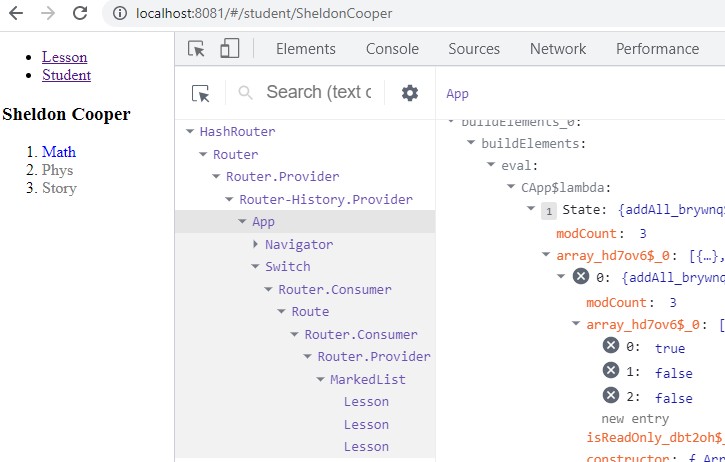 localhost:8081/#/student/SheldonCooper
Lesson
Student
Sheldon Cooper
1. Math
2. Phys
3. Story
Elements Console Sources Network Performance
Search (text c
HashRouter
Router
Router.Provider
Router-History.Provider
App
Navigator
Switch
Router.Consumer
Route
Router.Consumer
Router.Provider
MarkedList
Lesson
Lesson
Lesson
App
buildElements_0:
buildElements:
eval:
CApp$lambda:
1 State: {addAll_brywnq
modCount: 3
array_hd7ov6$_0: [{…},
0: {addAll_brywnq
modCount: 3
array_hd7ov6$_0: [
0: true
1: false
2: false
new entry
isReadOnly_dbt2oh$_
constructor: ƒ Arr